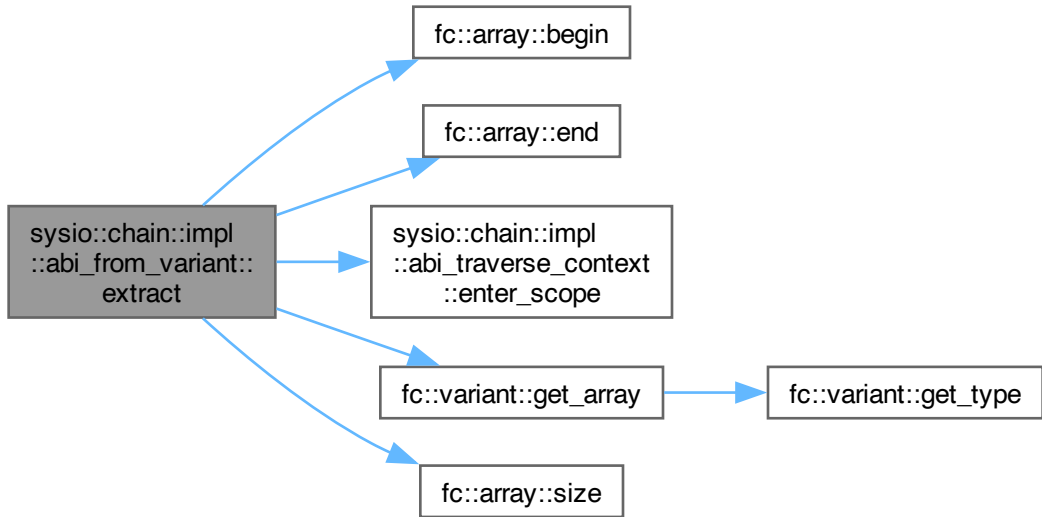 fc::array::begin
fc::array::end
sysio::chain::impl
::abi_from_variant::
extract
sysio::chain::impl
::abi_traverse_context
::enter_scope
fc::variant::get_array
fc::variant::get_type
fc::array::size